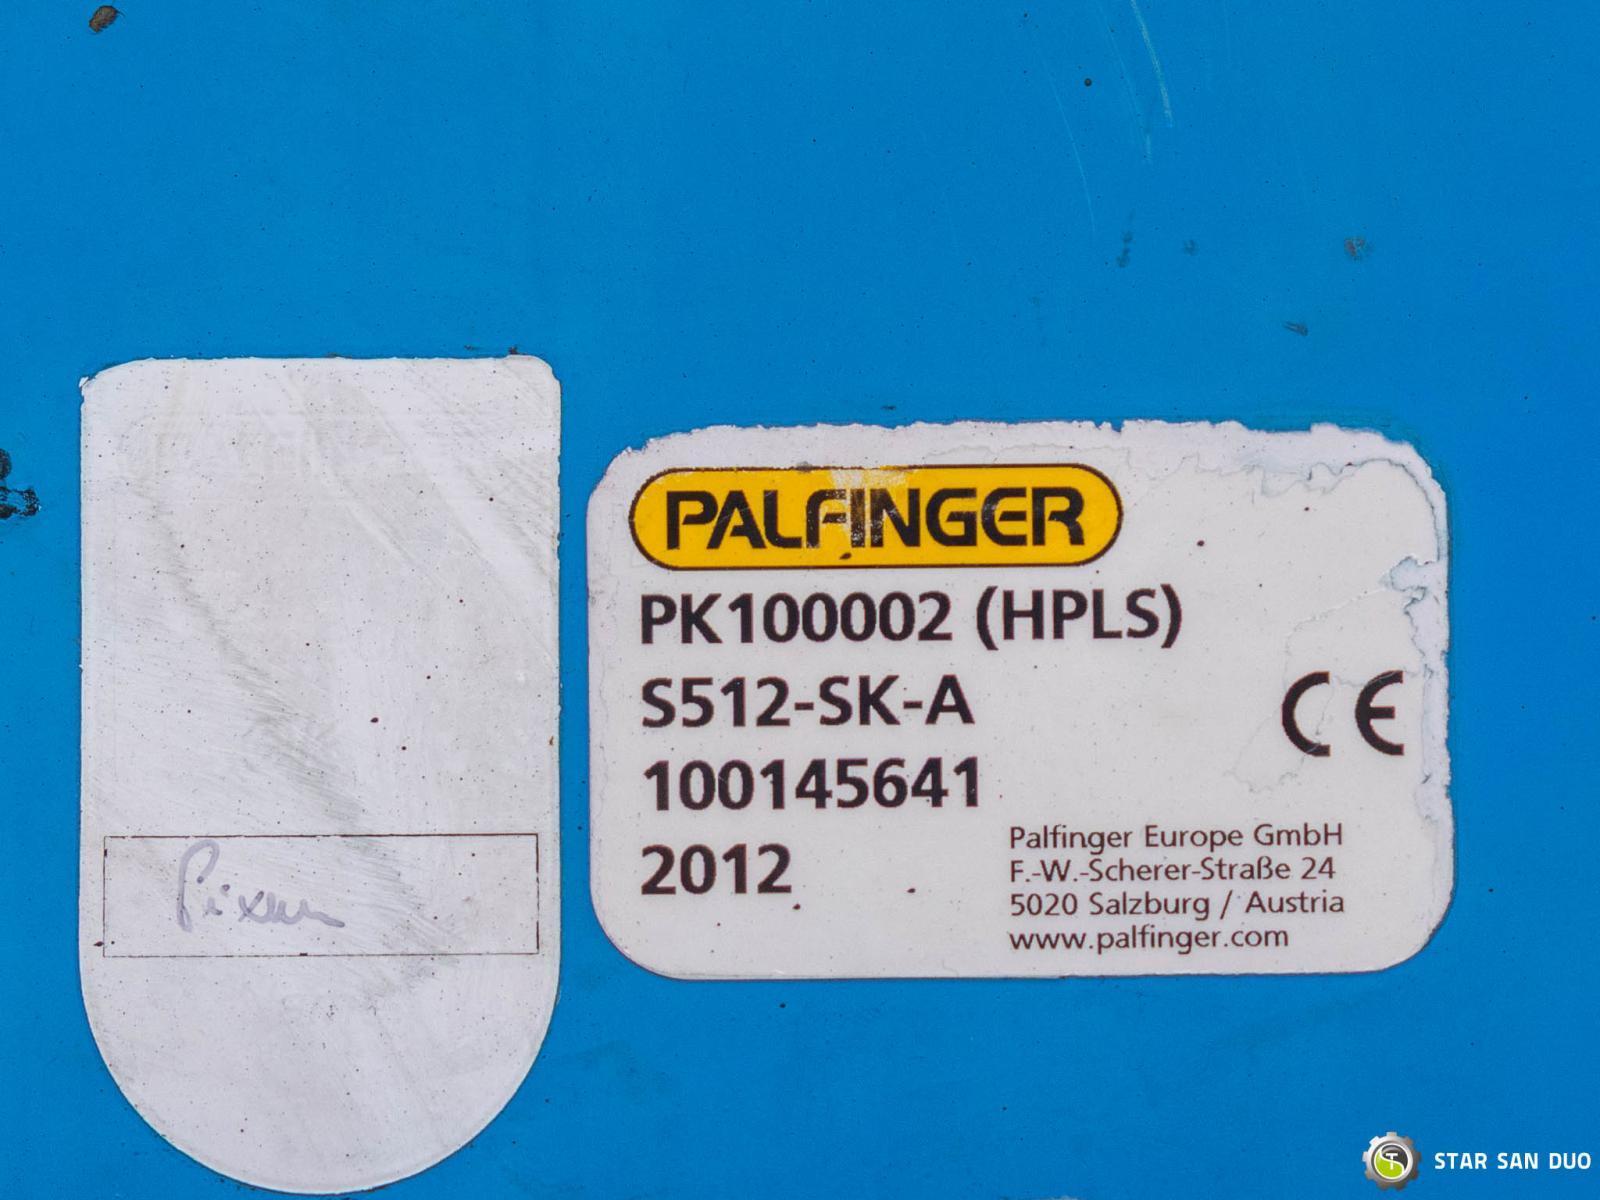 PALFINGER
PK100002 (HPLS)
S512-SK-A
100145641
2012
CE
Palfinger Europe GmbH
F.-W.-Scherer-Straße 24
5020 Salzburg / Austria
www.palfinger.com
STAR SAN DUO